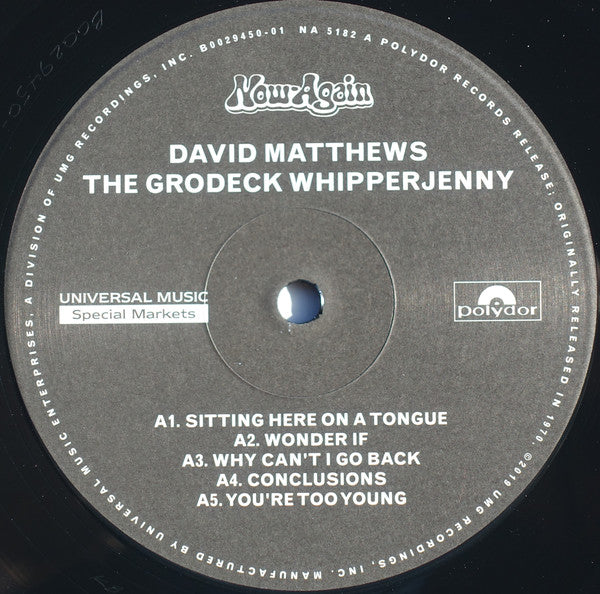 A POLYDOR RECORDS RELEASE; ORIGINALLY RELEASED IN 1970. ©2019 UMG RECORDINGS, INC. MANUFACTURED BY UNIVERSAL MUSIC ENTERPRISES, A DIVISION OF UMG RECORDINGS, INC. B0029450-01 NA 5182
Now-Again
DAVID MATTHEWS
THE GRODECK WHIPPERJENNY
UNIVERSAL MUSIC
Special Markets
polydor
A1. SITTING HERE ON A TONGUE
A2. WONDER IF
A3. WHY CAN'T I GO BACK
A4. CONCLUSIONS
A5. YOU'RE TOO YOUNG